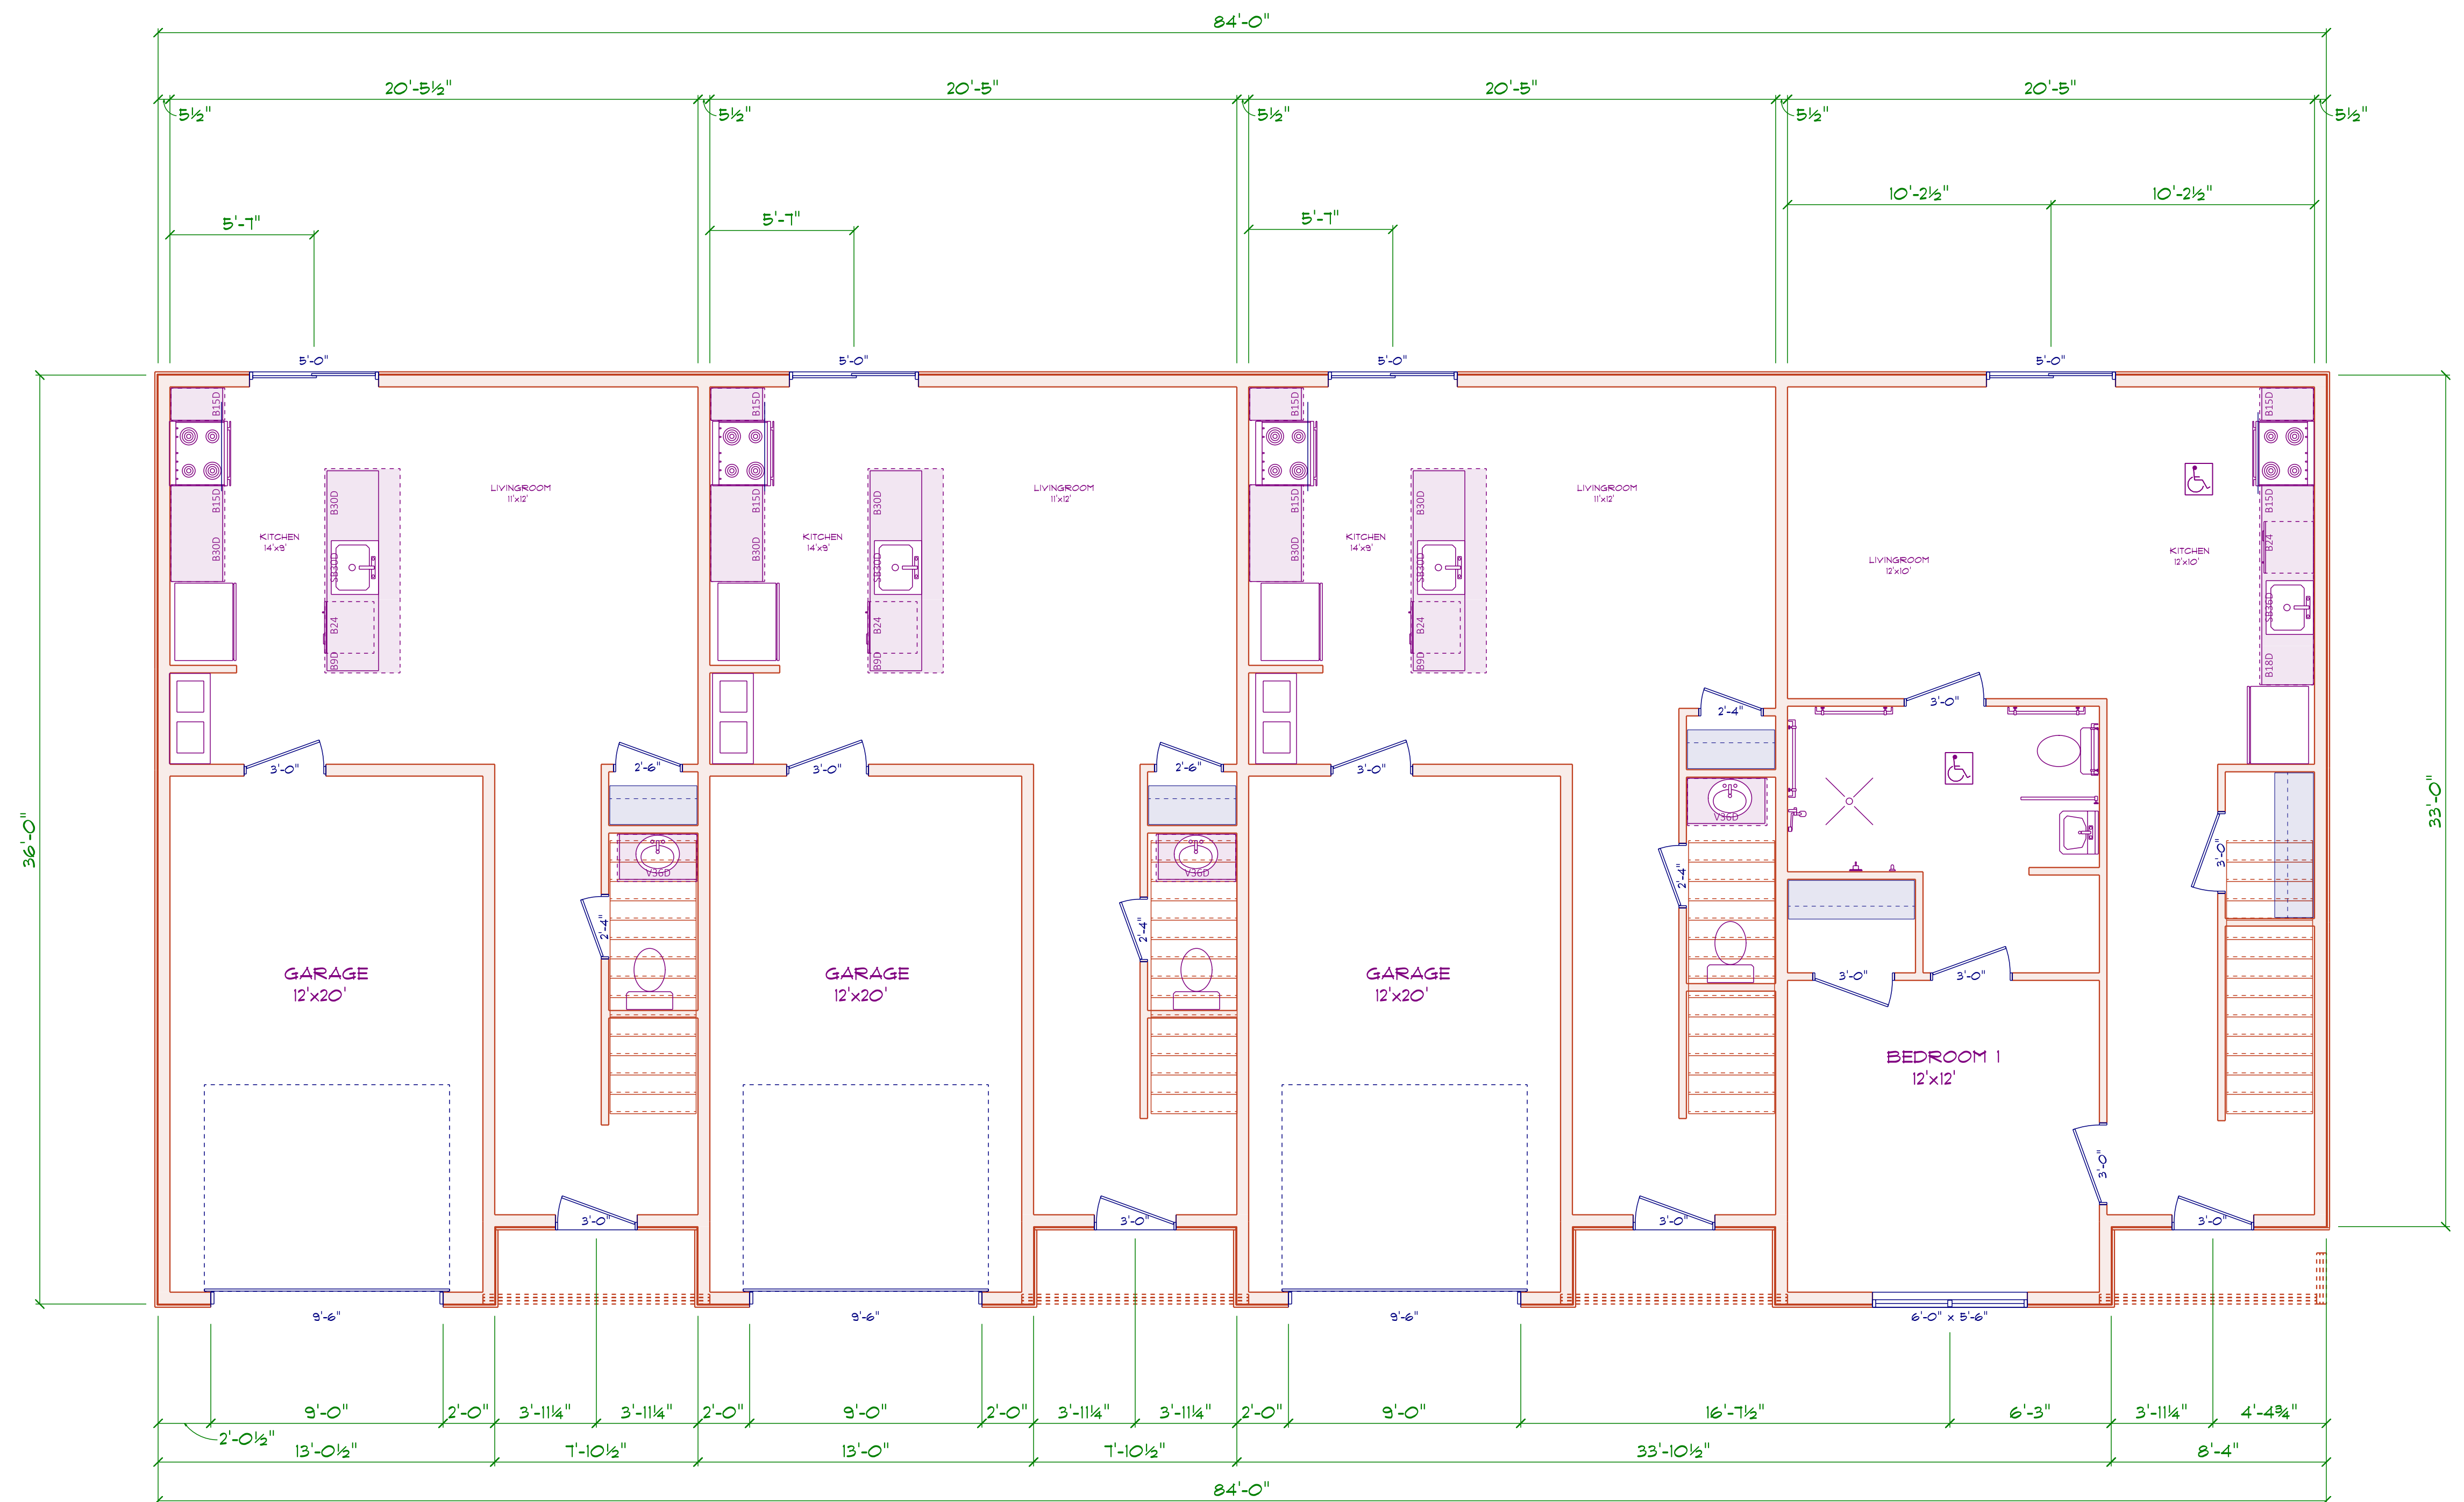 84'-0"
20'-5½" 20'-5" 20'-5" 20'-5"
5½" 5½" 5½" 5½" 5½"
10'-2½" 10'-2½"
5'-7" 5'-7" 5'-7"
5'-0" 5'-0" 5'-0" 5'-0"
B15D B15D B15D B15D
B15D B30D B15D B30D B15D B30D B15D
LIVINGROOM LIVINGROOM LIVINGROOM
11'x12' 11'x12' 11'x12'
KITCHEN KITCHEN KITCHEN
14'x9' 14'x9' 14'x9'
B30D B30D B30D B24
LIVINGROOM KITCHEN
12'x10' 12'x10'
SB30D SB30D SB30D SB36D
B24 B24 B24
B9D B9D B9D B18D
3'-0"
2'-4"
3'-0" 2'-6" 3'-0" 2'-6" 3'-0"
V36D
36'-0" 33'-0"
3'-0"
V36D V36D
2'-4"
2'-4" 2'-4"
GARAGE GARAGE GARAGE
12'x20' 12'x20' 12'x20'
3'-0" 3'-0"
BEDROOM 1
12'x12'
3'-0"
3'-0" 3'-0" 3'-0" 3'-0"
9'-6" 9'-6" 9'-6" 6'-0" x 5'-6"
9'-0" 2'-0" 3'-11¼" 3'-11¼" 2'-0" 9'-0" 2'-0" 3'-11¼" 3'-11¼" 2'-0" 9'-0" 16'-7½" 6'-3" 3'-11¼" 4'-4¾"
2'-0½"
13'-0½" 7'-10½" 13'-0" 7'-10½" 33'-10½" 8'-4"
84'-0"